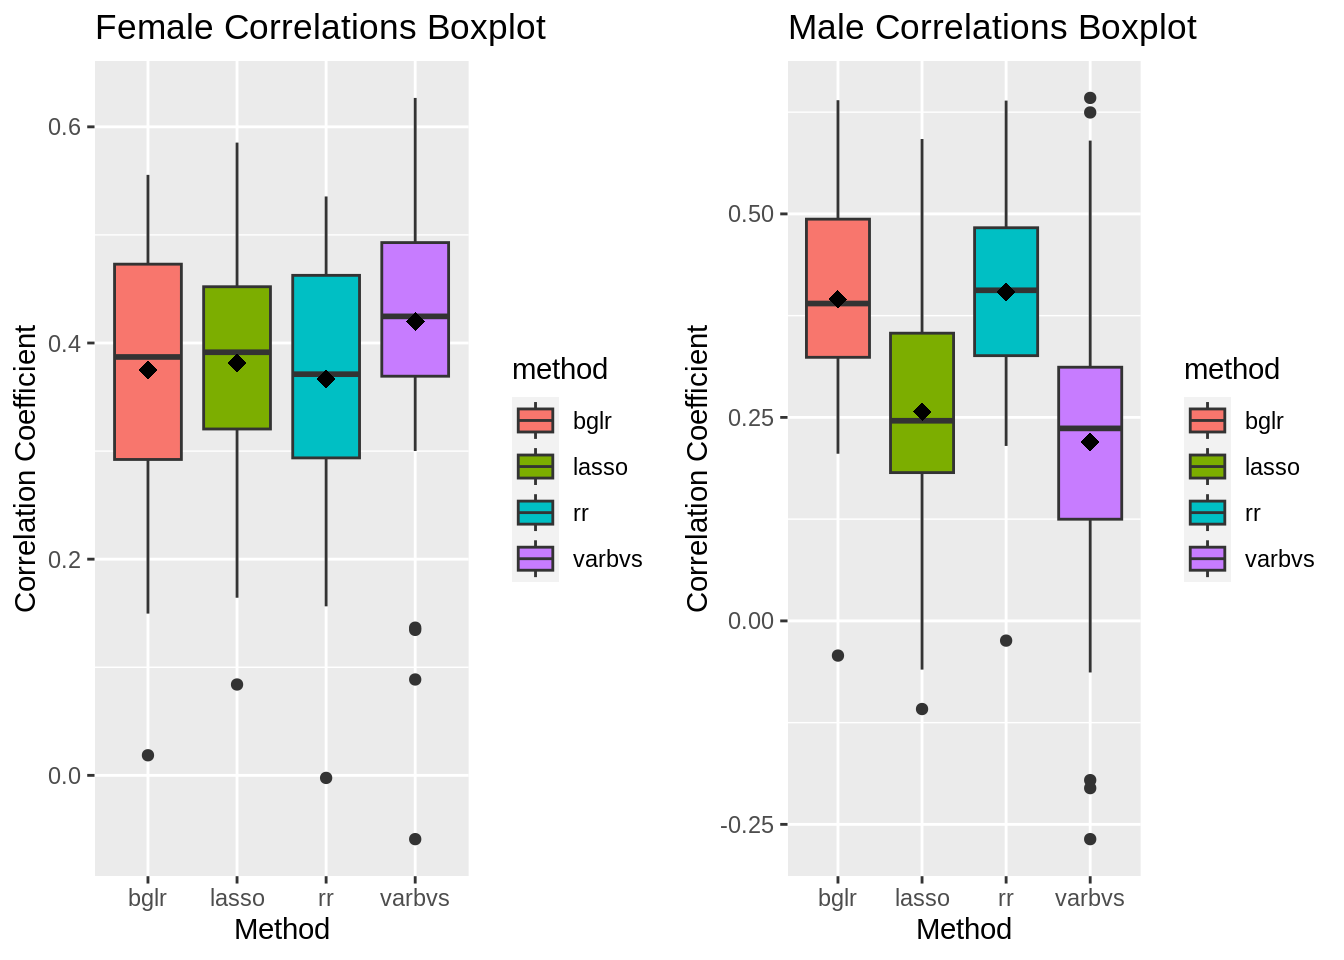 Female Correlations Boxplot
Correlation Coefficient
0.6
0.4
0.2
0.0
bglr lasso rr varbvs
Method
method
bglr
lasso
rr
varbvs
Male Correlations Boxplot
Correlation Coefficient
0.50
0.25
0.00
-0.25
bglr lasso rr varbvs
Method
method
bglr
lasso
rr
varbvs